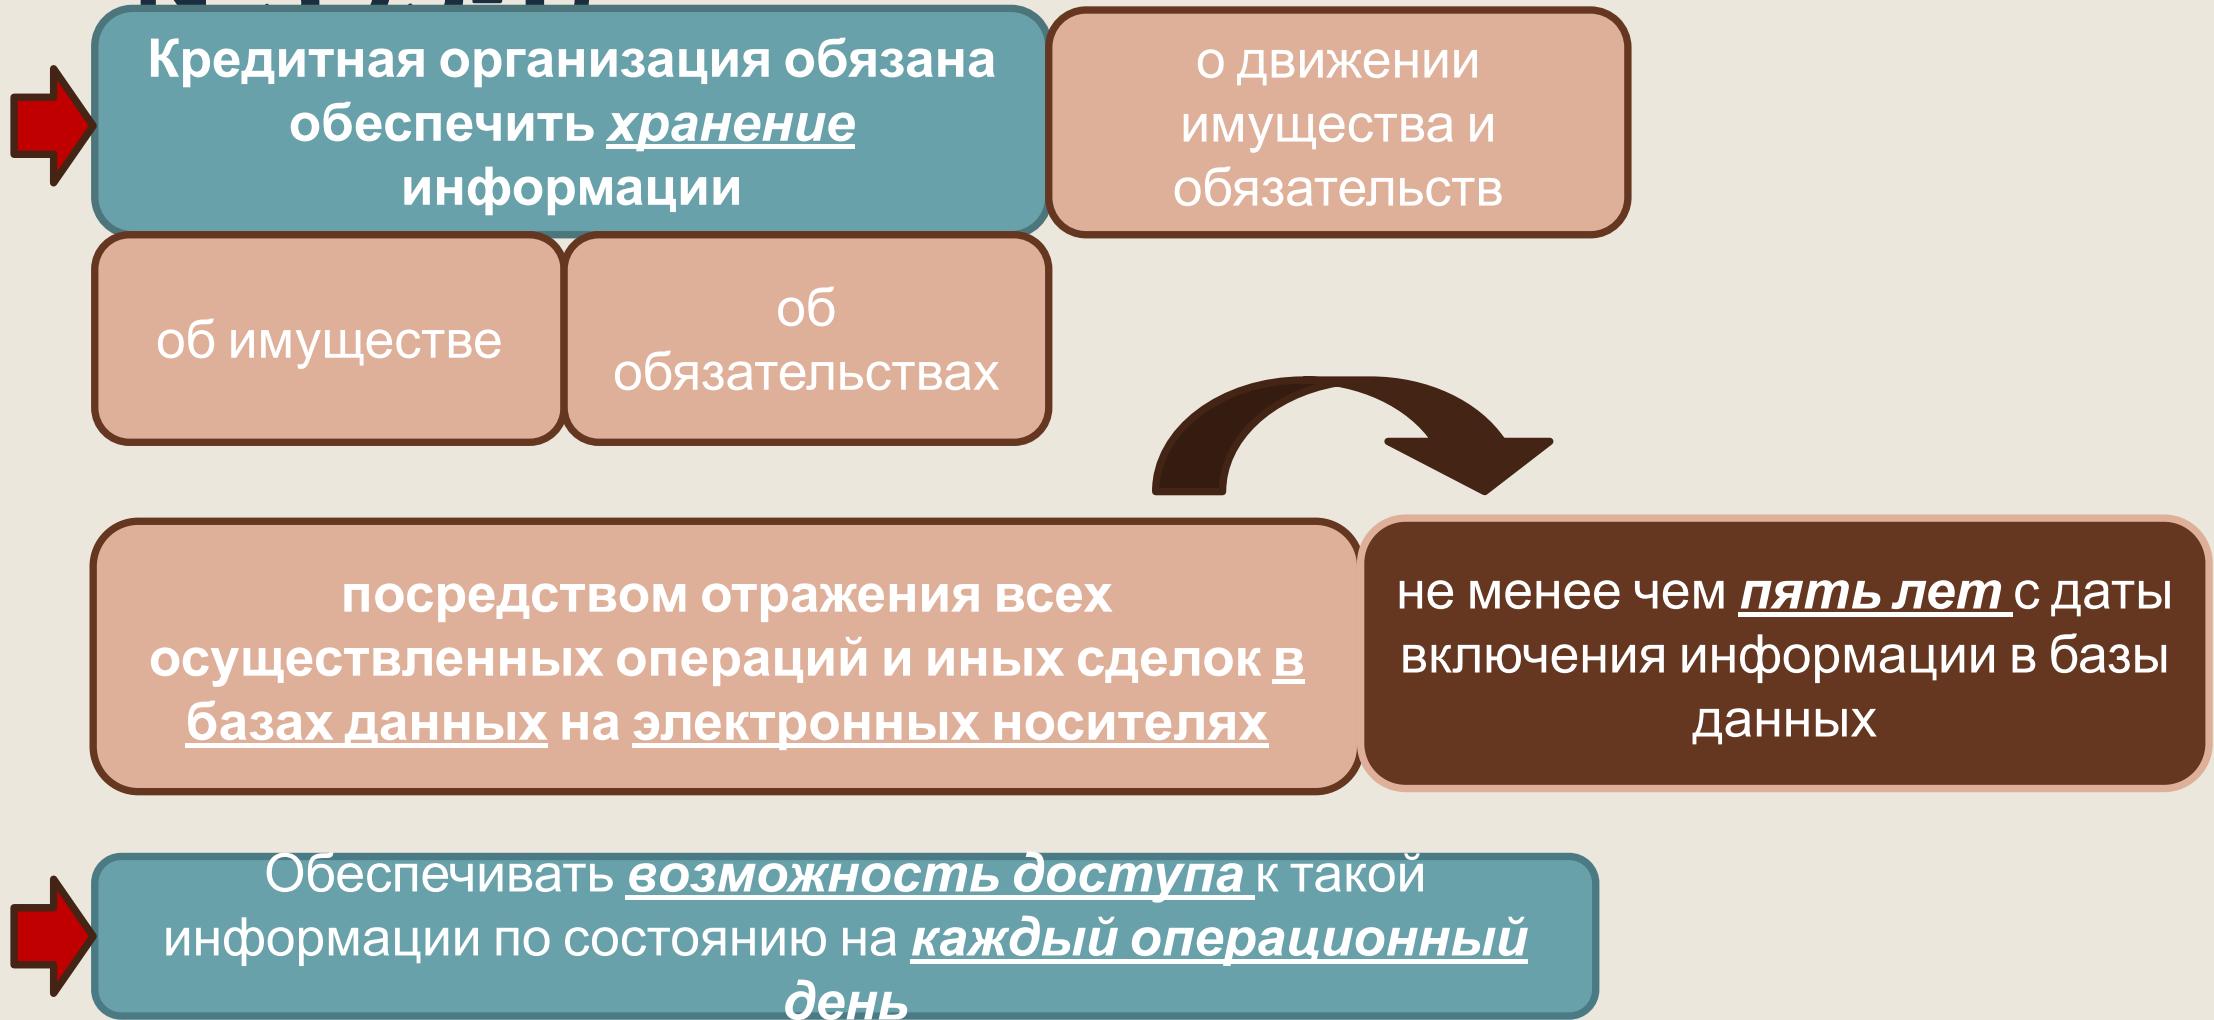 Кредитная организация обязана
обеспечить хранение
информации
о движении
имущества и
обязательств
об имуществе
об
обязательствах
посредством отражения всех
осуществленных операций и иных сделок в
базах данных на электронных носителях
не менее чем пять лет с даты
включения информации в базы
данных
Обеспечивать возможность доступа к такой
информации по состоянию на каждый операционный
день